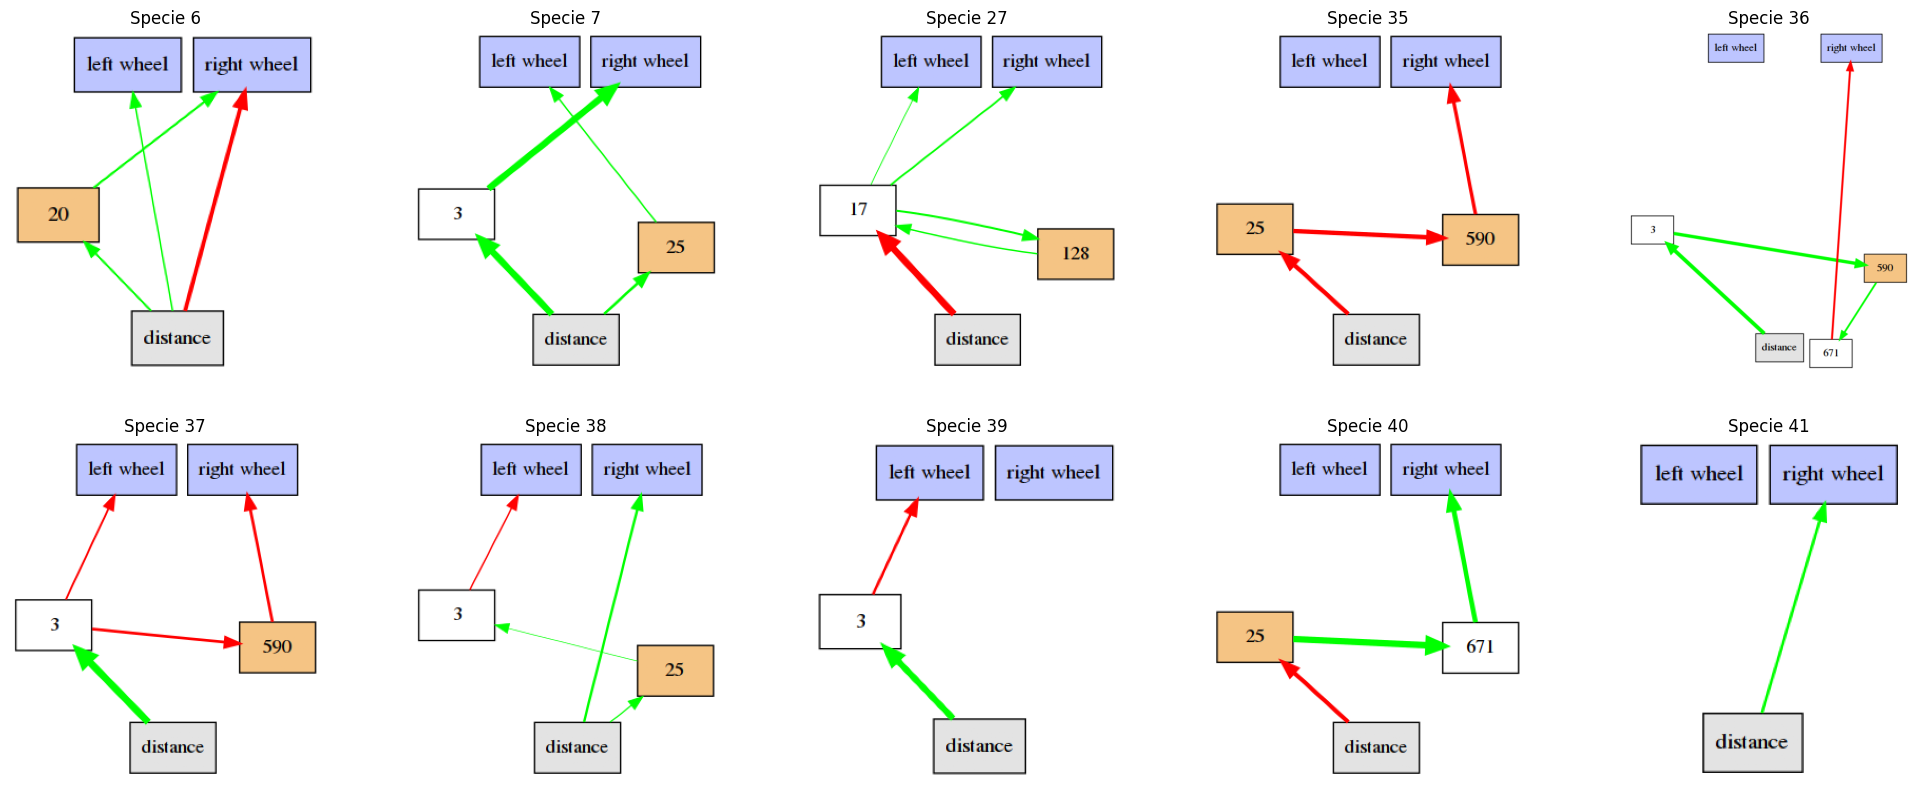 Specie 6
left wheel
right wheel
20
distance
Specie 7
left wheel
right wheel
3
25
distance
Specie 27
left wheel
right wheel
17
128
distance
Specie 35
left wheel
right wheel
25
590
distance
Specie 36
left wheel
right wheel
3
590
distance
671
Specie 37
left wheel
right wheel
3
590
distance
Specie 38
left wheel
right wheel
3
25
distance
Specie 39
left wheel
right wheel
3
distance
Specie 40
left wheel
right wheel
25
671
distance
Specie 41
left wheel
right wheel
distance